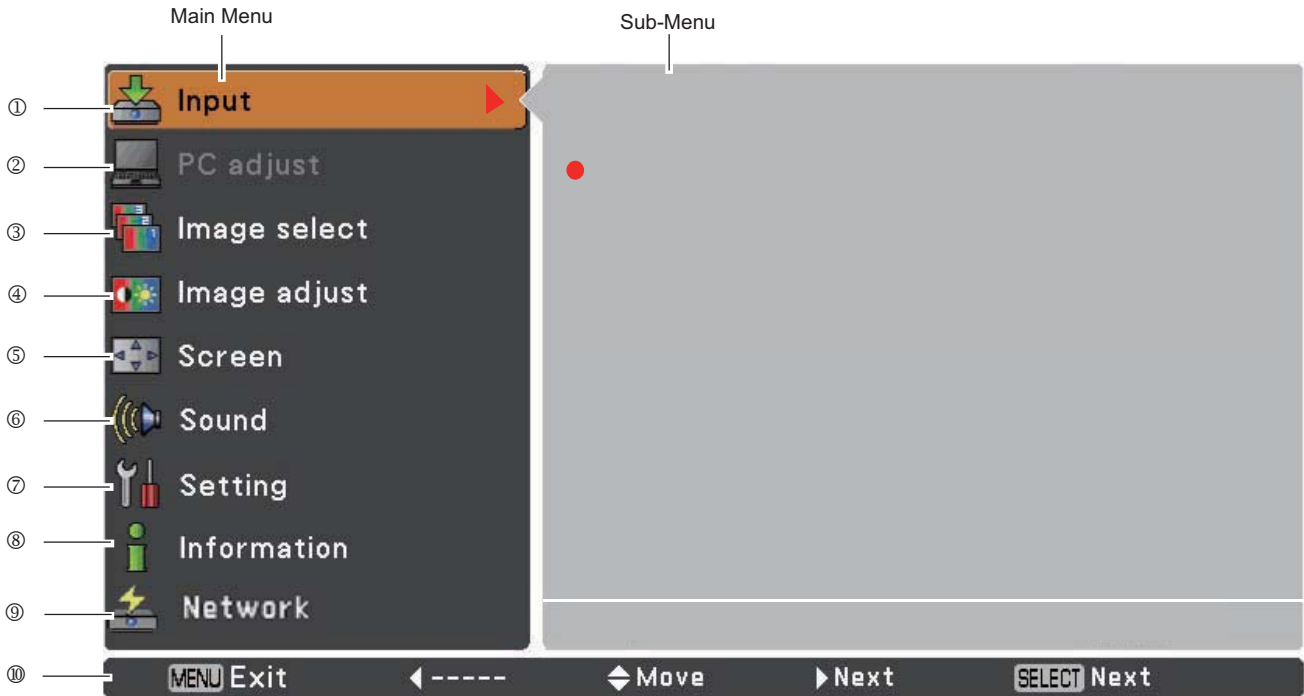 Main Menu
Sub-Menu
① Input
② PC adjust
③ Image select
④ Image adjust
⑤ Screen
⑥ Sound
⑦ Setting
⑧ Information
⑨ Network
⑩ MENU Exit ◀ ----- Move ▶ Next SELECT Next